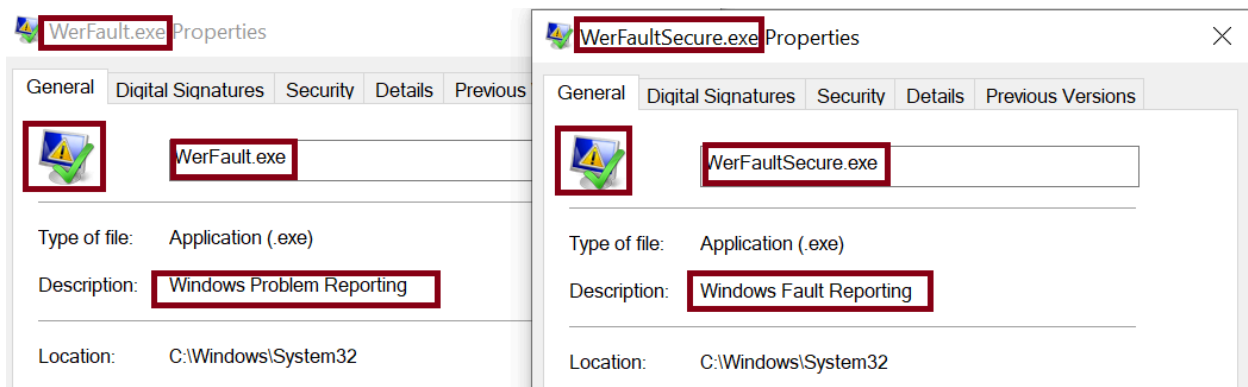 WerFault.exe Properties
General Digital Signatures Security Details Previous
WerFault.exe
Type of file: Application (.exe)
Description: Windows Problem Reporting
Location: C:\Windows\System32
WerFaultSecure.exe Properties
General Digital Signatures Security Details Previous Versions
WerFaultSecure.exe
Type of file: Application (.exe)
Description: Windows Fault Reporting
Location: C:\Windows\System32